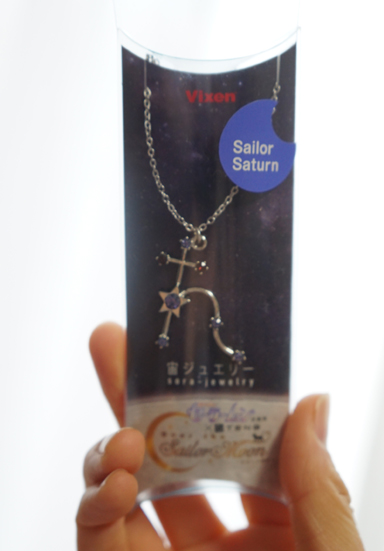 Vixen
Sailor
Saturn
宙ジュエリー
sora-jewelry
Sailor Moon